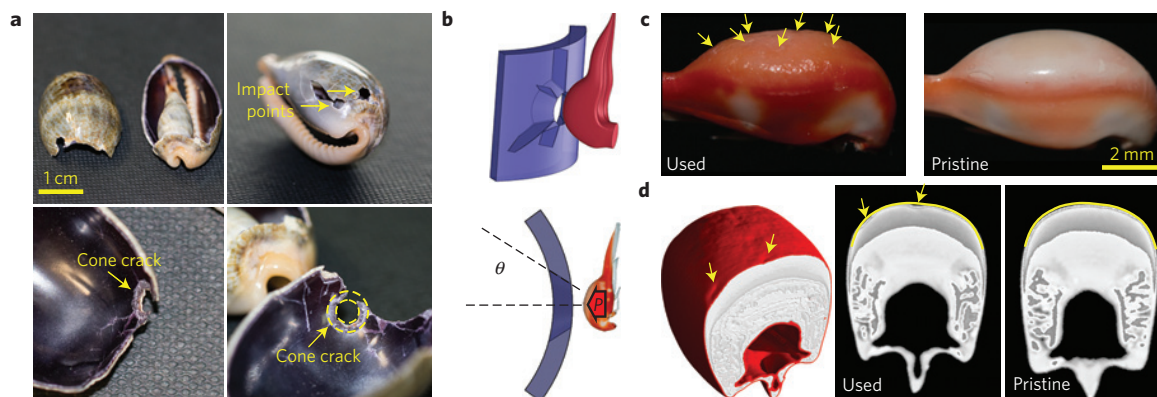 a
Impact
points
1 cm
Cone crack
Cone crack
b
θ
P
c
Used
Pristine
2 mm
d
Used
Pristine